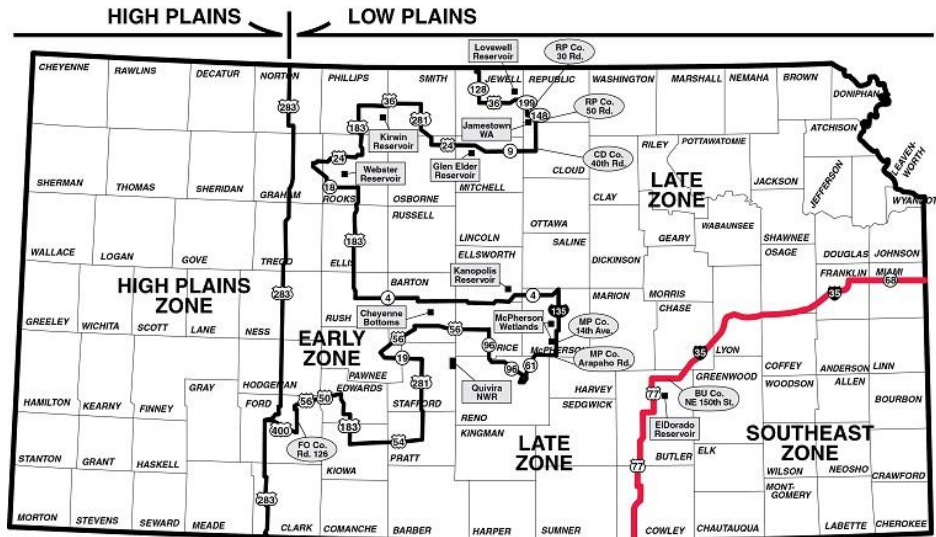 HIGH PLAINS
LOW PLAINS
CHEYENNE
RAWLINS
DECATUR
NORTON
PHILLIPS
SMITH
JEWELL
REPUBLIC
WASHINGTON
MARSHALL
NEMAHA
BROWN
DONIPHAN
Lovewell
Reservoir
RP Co.
30 Rd.
128
36
199
148
RP Co.
50 Rd.
283
36
183
281
Kirwin
Reservoir
Jamestown
WA
24
9
CD Co.
40th Rd.
ATCHISON
24
Webster
Reservoir
Glen Elder
Reservoir
CLOUD
RILEY
POTTAWATOMIE
JACKSON
JEFFERSON
LEAVEN-
WORTH
WYANDOT
SHERMAN
THOMAS
SHERIDAN
GRAHAM
18
ROOKS
OSBORNE
MITCHELL
CLAY
LATE
ZONE
RUSSELL
LINCOLN
OTTAWA
WABAUNSEE
SHAWNEE
WALLACE
LOGAN
GOVE
TREGO
183
ELLIS
ELLSWORTH
SALINE
DICKINSON
GEARY
OSAGE
DOUGLAS
JOHNSON
283
BARTON
Kanopolis
Reservoir
MARION
MORRIS
FRANKLIN
MIAMI
68
35
HIGH PLAINS
ZONE
4
4
135
CHASE
GREELEY
WICHITA
SCOTT
LANE
NESS
RUSH
Cheyenne
Bottoms
McPherson
Wetlands
MP Co.
14th Ave.
EARLY
ZONE
56
56
96
RICE
McPHERSON
MP Co.
Arapaho Rd.
LYON
35
COFFEY
ANDERSON
LINN
19
96
61
PAWNEE
HODGEMAN
EDWARDS
281
STAFFORD
Quivira
NWR
HARVEY
GREENWOOD
WOODSON
ALLEN
BOURBON
HAMILTON
KEARNY
FINNEY
GRAY
FORD
56
50
RENO
SEDGWICK
77
BU Co.
NE 150th St.
ElDorado
Reservoir
400
183
FO Co.
Rd. 126
54
PRATT
KINGMAN
LATE
ZONE
BUTLER
ELK
SOUTHEAST
ZONE
STANTON
GRANT
HASKELL
KIOWA
77
WILSON
NEOSHO
CRAWFORD
MONT-
GOMERY
283
MORTON
STEVENS
SEWARD
MEADE
CLARK
COMANCHE
BARBER
HARPER
SUMNER
COWLEY
CHAUTAUQUA
LABETTE
CHEROKEE